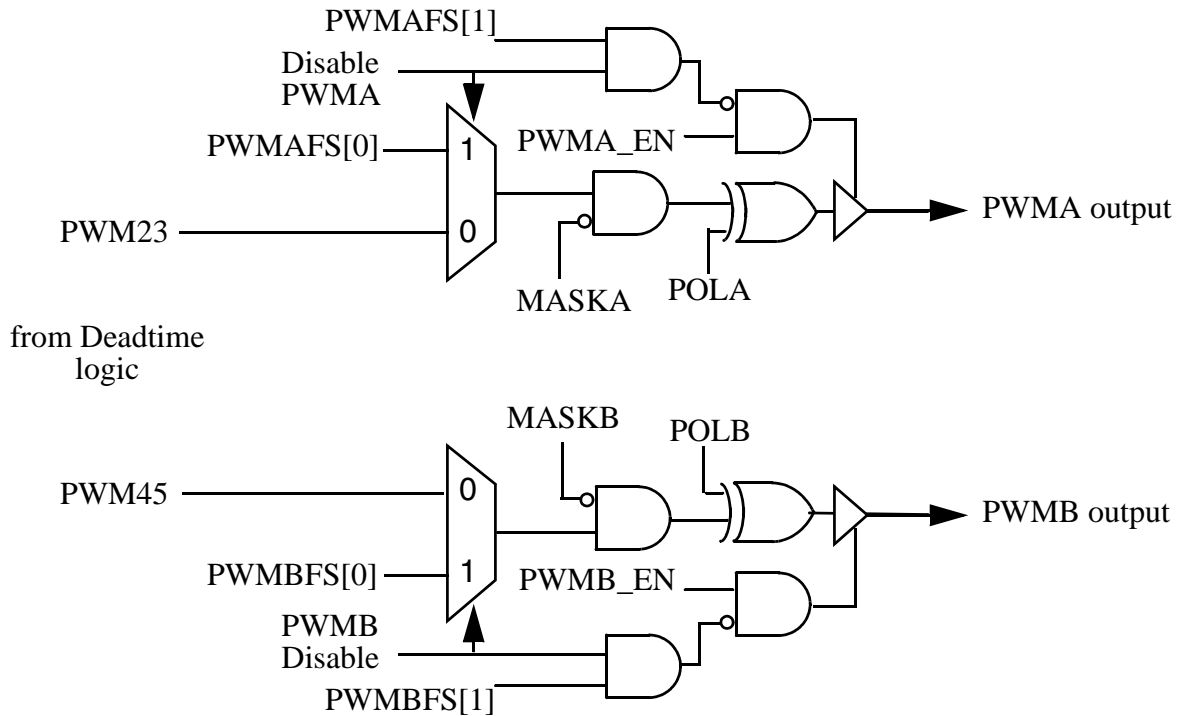 PWMAFS[1]
Disable
PWMA
PWMAFS[0]
1
PWMA_EN
PWM23
0
PWMA output
MASKA
POLA
from Deadtime
logic
MASKB
POLB
PWM45
0
PWMB output
PWMBFS[0]
1
PWMB_EN
PWMB
Disable
PWMBFS[1]